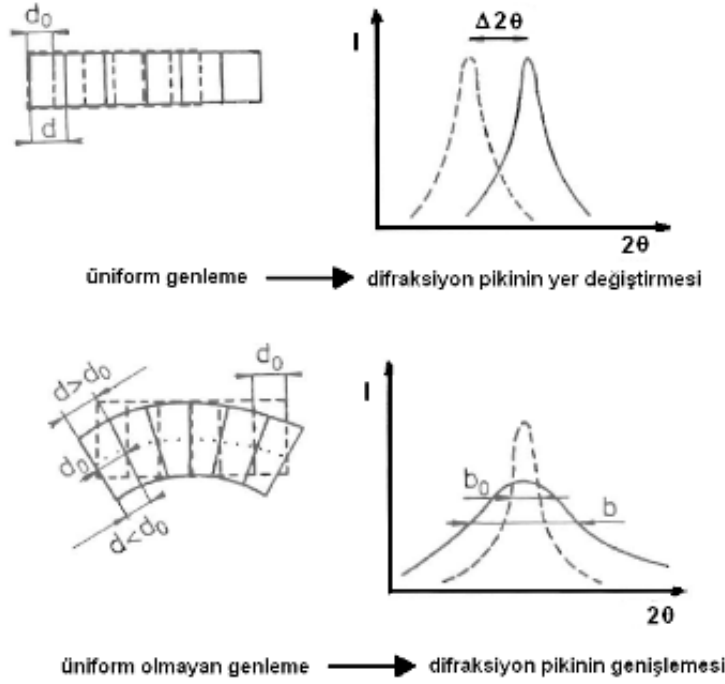 d₀
d
I
Δ2θ
2θ
üniform genleme
difraksiyon pikinin yer değiştirmesi
d>d₀
d₀
d₀
d<d₀
I
b₀
b
2θ
üniform olmayan genleme
difraksiyon pikinin genişlemesi